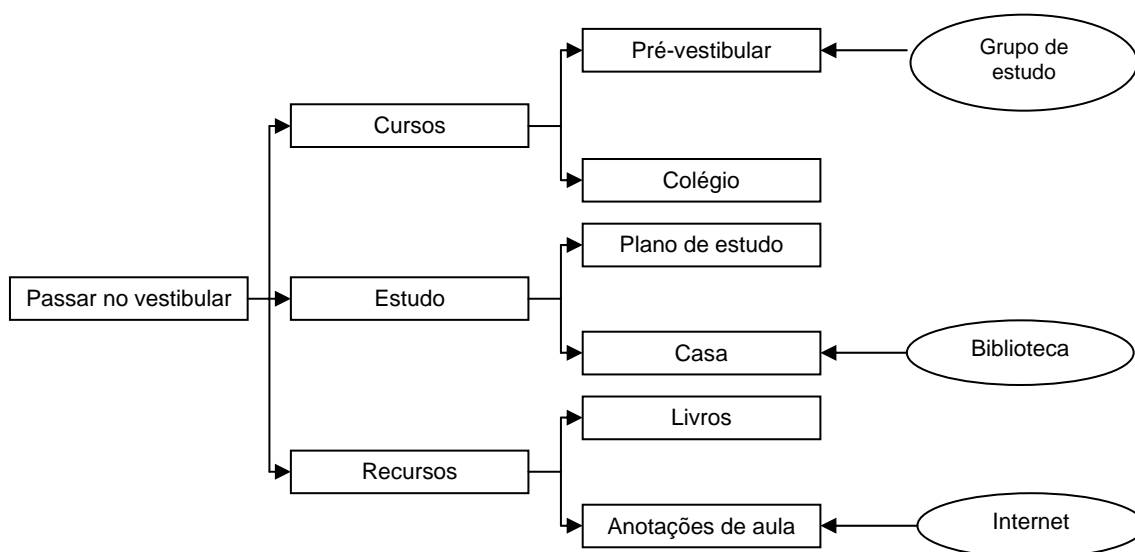 Pré-vestibular
Grupo de
estudo
Cursos
Colégio
Plano de estudo
Passar no vestibular
Estudo
Casa
Biblioteca
Livros
Recursos
Anotações de aula
Internet